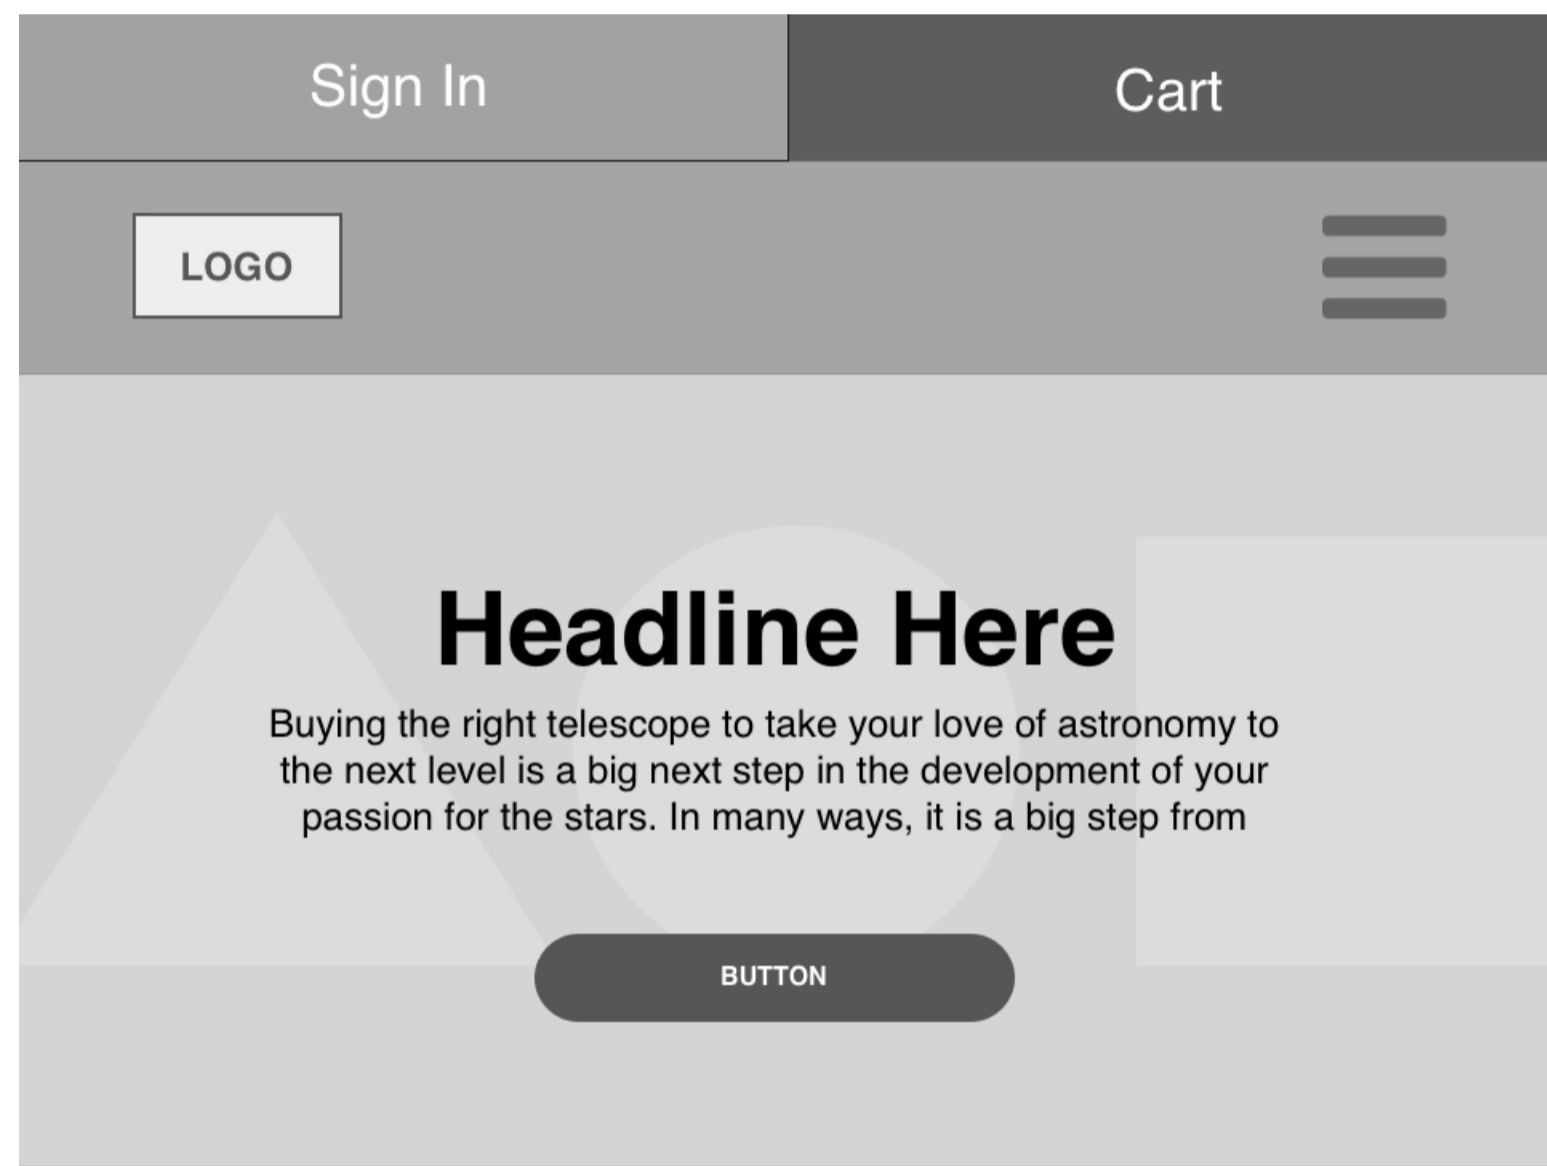 Sign In
Cart
LOGO
Headline Here
Buying the right telescope to take your love of astronomy to
the next level is a big next step in the development of your
passion for the stars. In many ways, it is a big step from
BUTTON